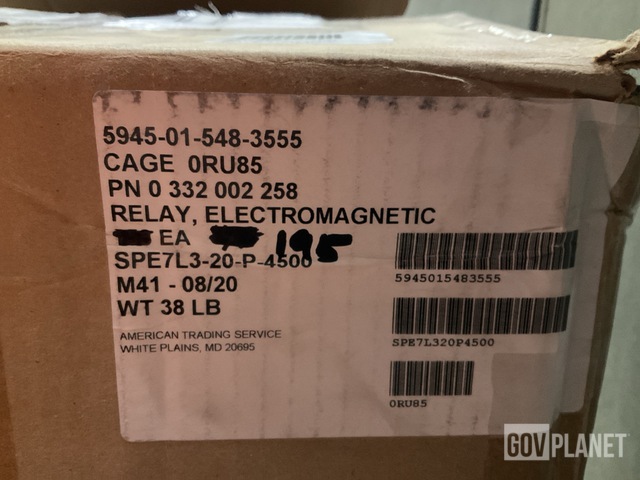 5945-01-548-3555
CAGE 0RU85
PN 0 332 002 258
RELAY, ELECTROMAGNETIC
EA 195
SPE7L3-20-P-4500
M41 - 08/20
WT 38 LB
AMERICAN TRADING SERVICE
WHITE PLAINS, MD 20695
5945015483555
SPE7L320P4500
0RU85
GOVPLANET